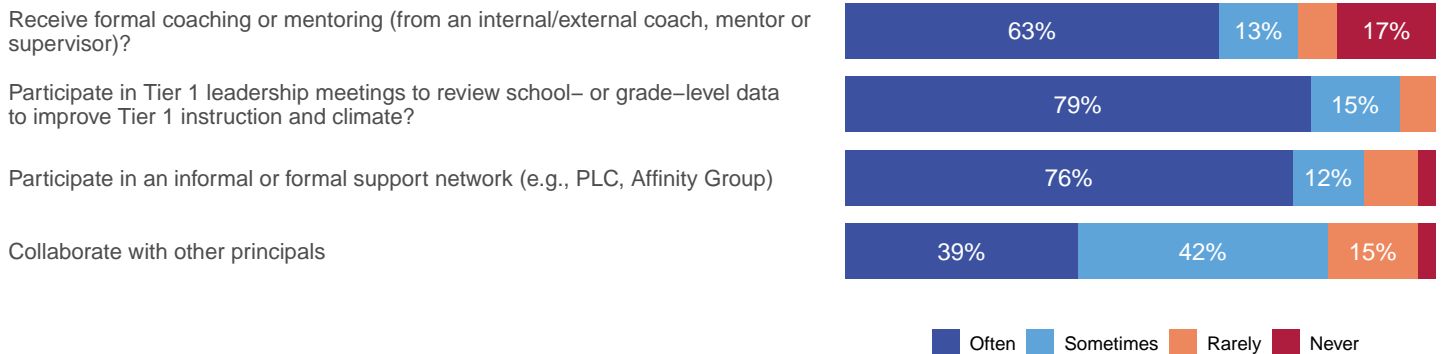 Receive formal coaching or mentoring (from an internal/external coach, mentor or
supervisor)?
63% 13% 17%
Participate in Tier 1 leadership meetings to review school− or grade−level data
to improve Tier 1 instruction and climate?
79% 15%
Participate in an informal or formal support network (e.g., PLC, Affinity Group)
76% 12%
Collaborate with other principals
39% 42% 15%
Often Sometimes Rarely Never